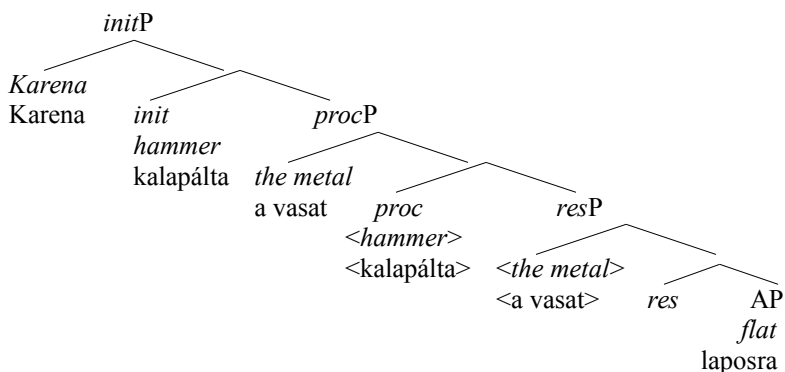 initP
Karena
Karena
init
hammer
kalapálta
procP
the metal
a vasat
proc
<hammer>
<kalapálta>
resP
<the metal>
<a vasat>
res
AP
flat
laposra